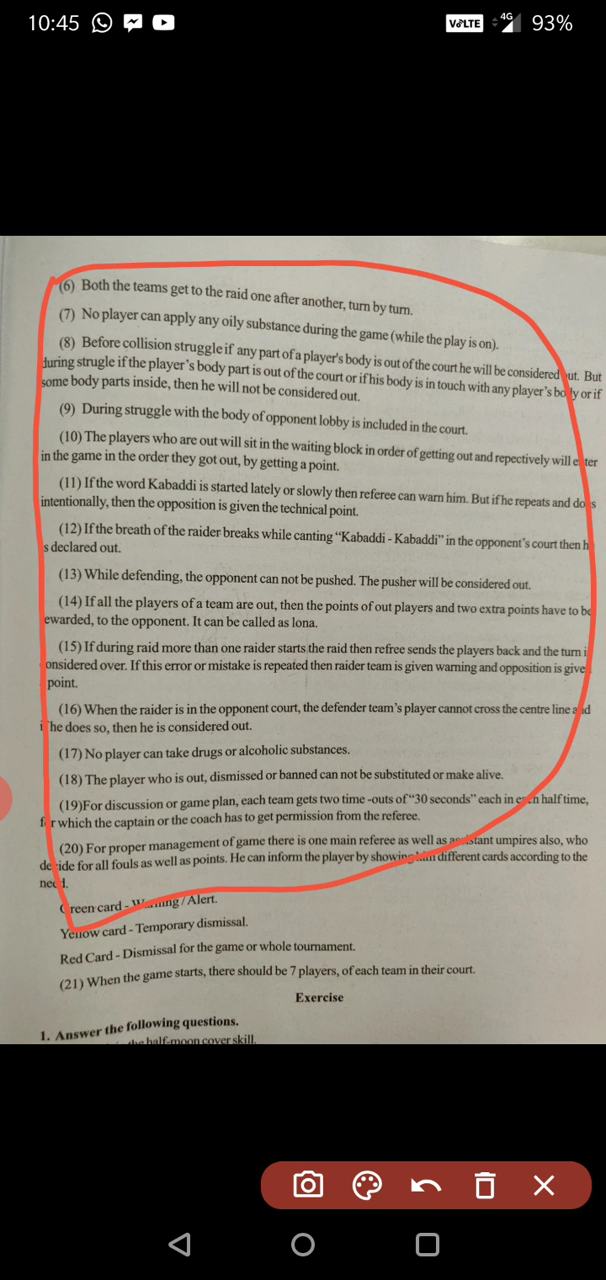 10:45
VoLTE 4G 93%
(6) Both the teams get to the raid one after another, turn by turn.
(7) No player can apply any oily substance during the game (while the play is on).
(8) Before collision struggle if any part of a player's body is out of the court he will be considered out. But
during strugle if the player's body part is out of the court or if his body is in touch with any player's body or if
some body parts inside, then he will not be considered out.
(9) During struggle with the body of opponent lobby is included in the court.
(10) The players who are out will sit in the waiting block in order of getting out and repectively will enter
in the game in the order they got out, by getting a point.
(11) If the word Kabaddi is started lately or slowly then referee can warn him. But if he repeats and does
intentionally, then the opposition is given the technical point.
(12) If the breath of the raider breaks while canting "Kabaddi - Kabaddi" in the opponent's court then he
s declared out.
(13) While defending, the opponent can not be pushed. The pusher will be considered out.
(14) If all the players of a team are out, then the points of out players and two extra points have to be
ewarded, to the opponent. It can be called as lona.
(15) If during raid more than one raider starts the raid then refree sends the players back and the turn i
onsidered over. If this error or mistake is repeated then raider team is given warning and opposition is give
point.
(16) When the raider is in the opponent court, the defender team's player cannot cross the centre line and
if he does so, then he is considered out.
(17) No player can take drugs or alcoholic substances.
(18) The player who is out, dismissed or banned can not be substituted or make alive.
(19)For discussion or game plan, each team gets two time -outs of "30 seconds" each in each half time,
for which the captain or the coach has to get permission from the referee.
(20) For proper management of game there is one main referee as well as assistant umpires also, who
decide for all fouls as well as points. He can inform the player by showing him different cards according to the
need.
Green card - Warning / Alert.
Yellow card - Temporary dismissal.
Red Card - Dismissal for the game or whole tournament.
(21) When the game starts, there should be 7 players, of each team in their court.
Exercise
1. Answer the following questions.
the half-moon cover skill.